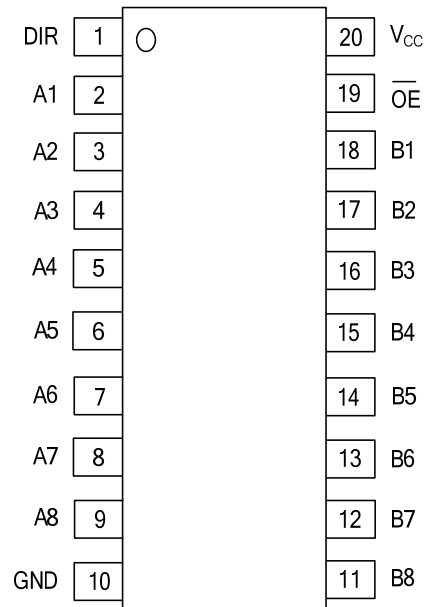 DIR 1 20 VCC
A1 2 19 O̅E̅
A2 3 18 B1
A3 4 17 B2
A4 5 16 B3
A5 6 15 B4
A6 7 14 B5
A7 8 13 B6
A8 9 12 B7
GND 10 11 B8